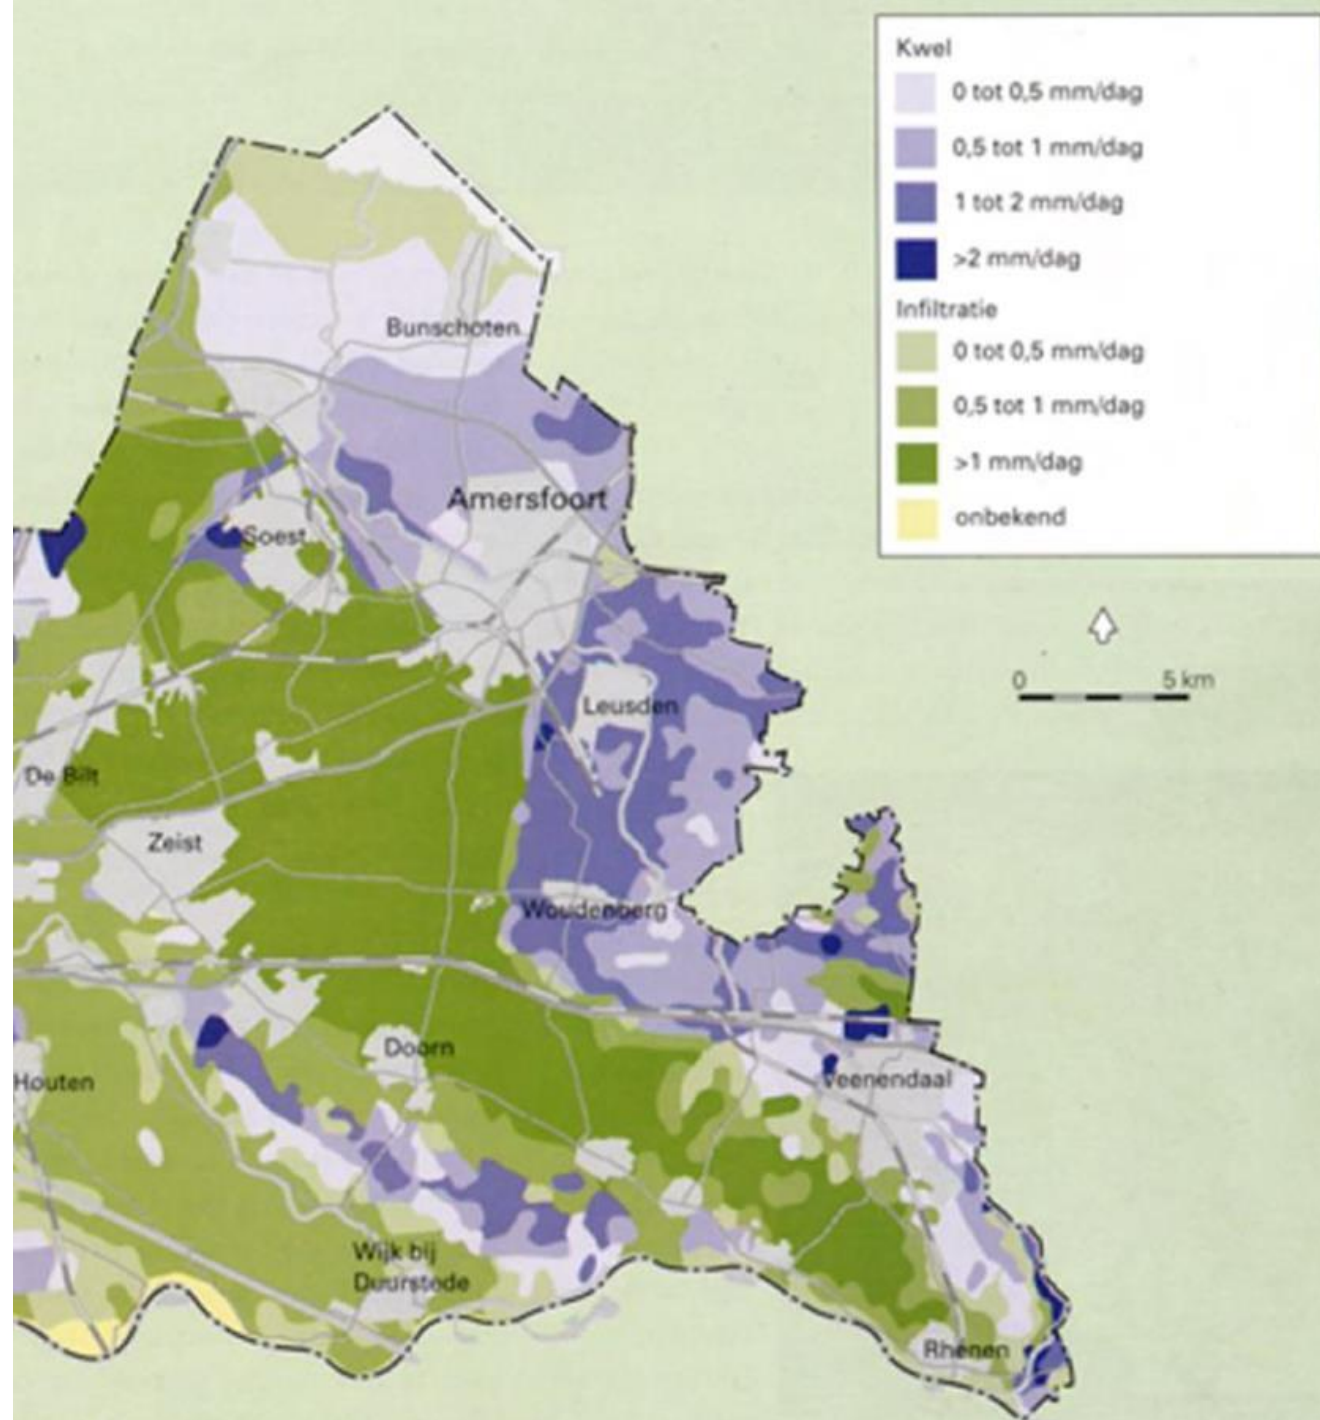 Kwel
0 tot 0,5 mm/dag
0,5 tot 1 mm/dag
1 tot 2 mm/dag
>2 mm/dag
Infiltratie
0 tot 0,5 mm/dag
0,5 tot 1 mm/dag
>1 mm/dag
onbekend
0 5 km
Bunschoten
Amersfoort
Soest
Leusden
De Bilt
Zeist
Woudenberg
Doorn
Houten
Veenendaal
Wijk bij
Duurstede
Rhenen